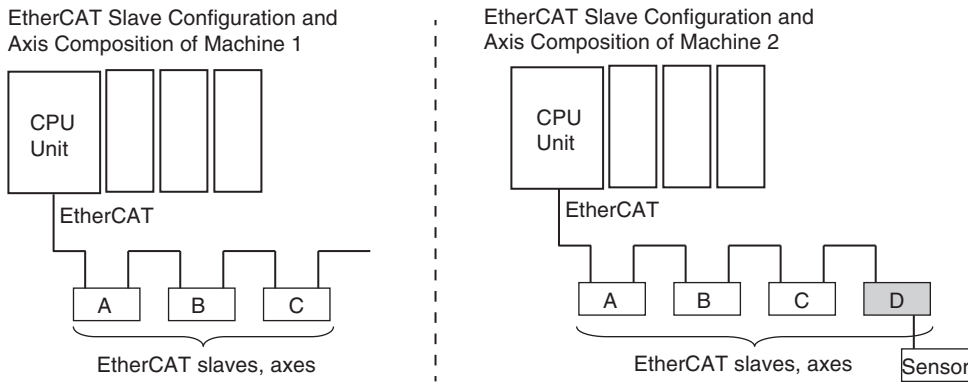 EtherCAT Slave Configuration and
Axis Composition of Machine 1
CPU
Unit
EtherCAT
A
B
C
EtherCAT slaves, axes
EtherCAT Slave Configuration and
Axis Composition of Machine 2
CPU
Unit
EtherCAT
A
B
C
D
EtherCAT slaves, axes
Sensor